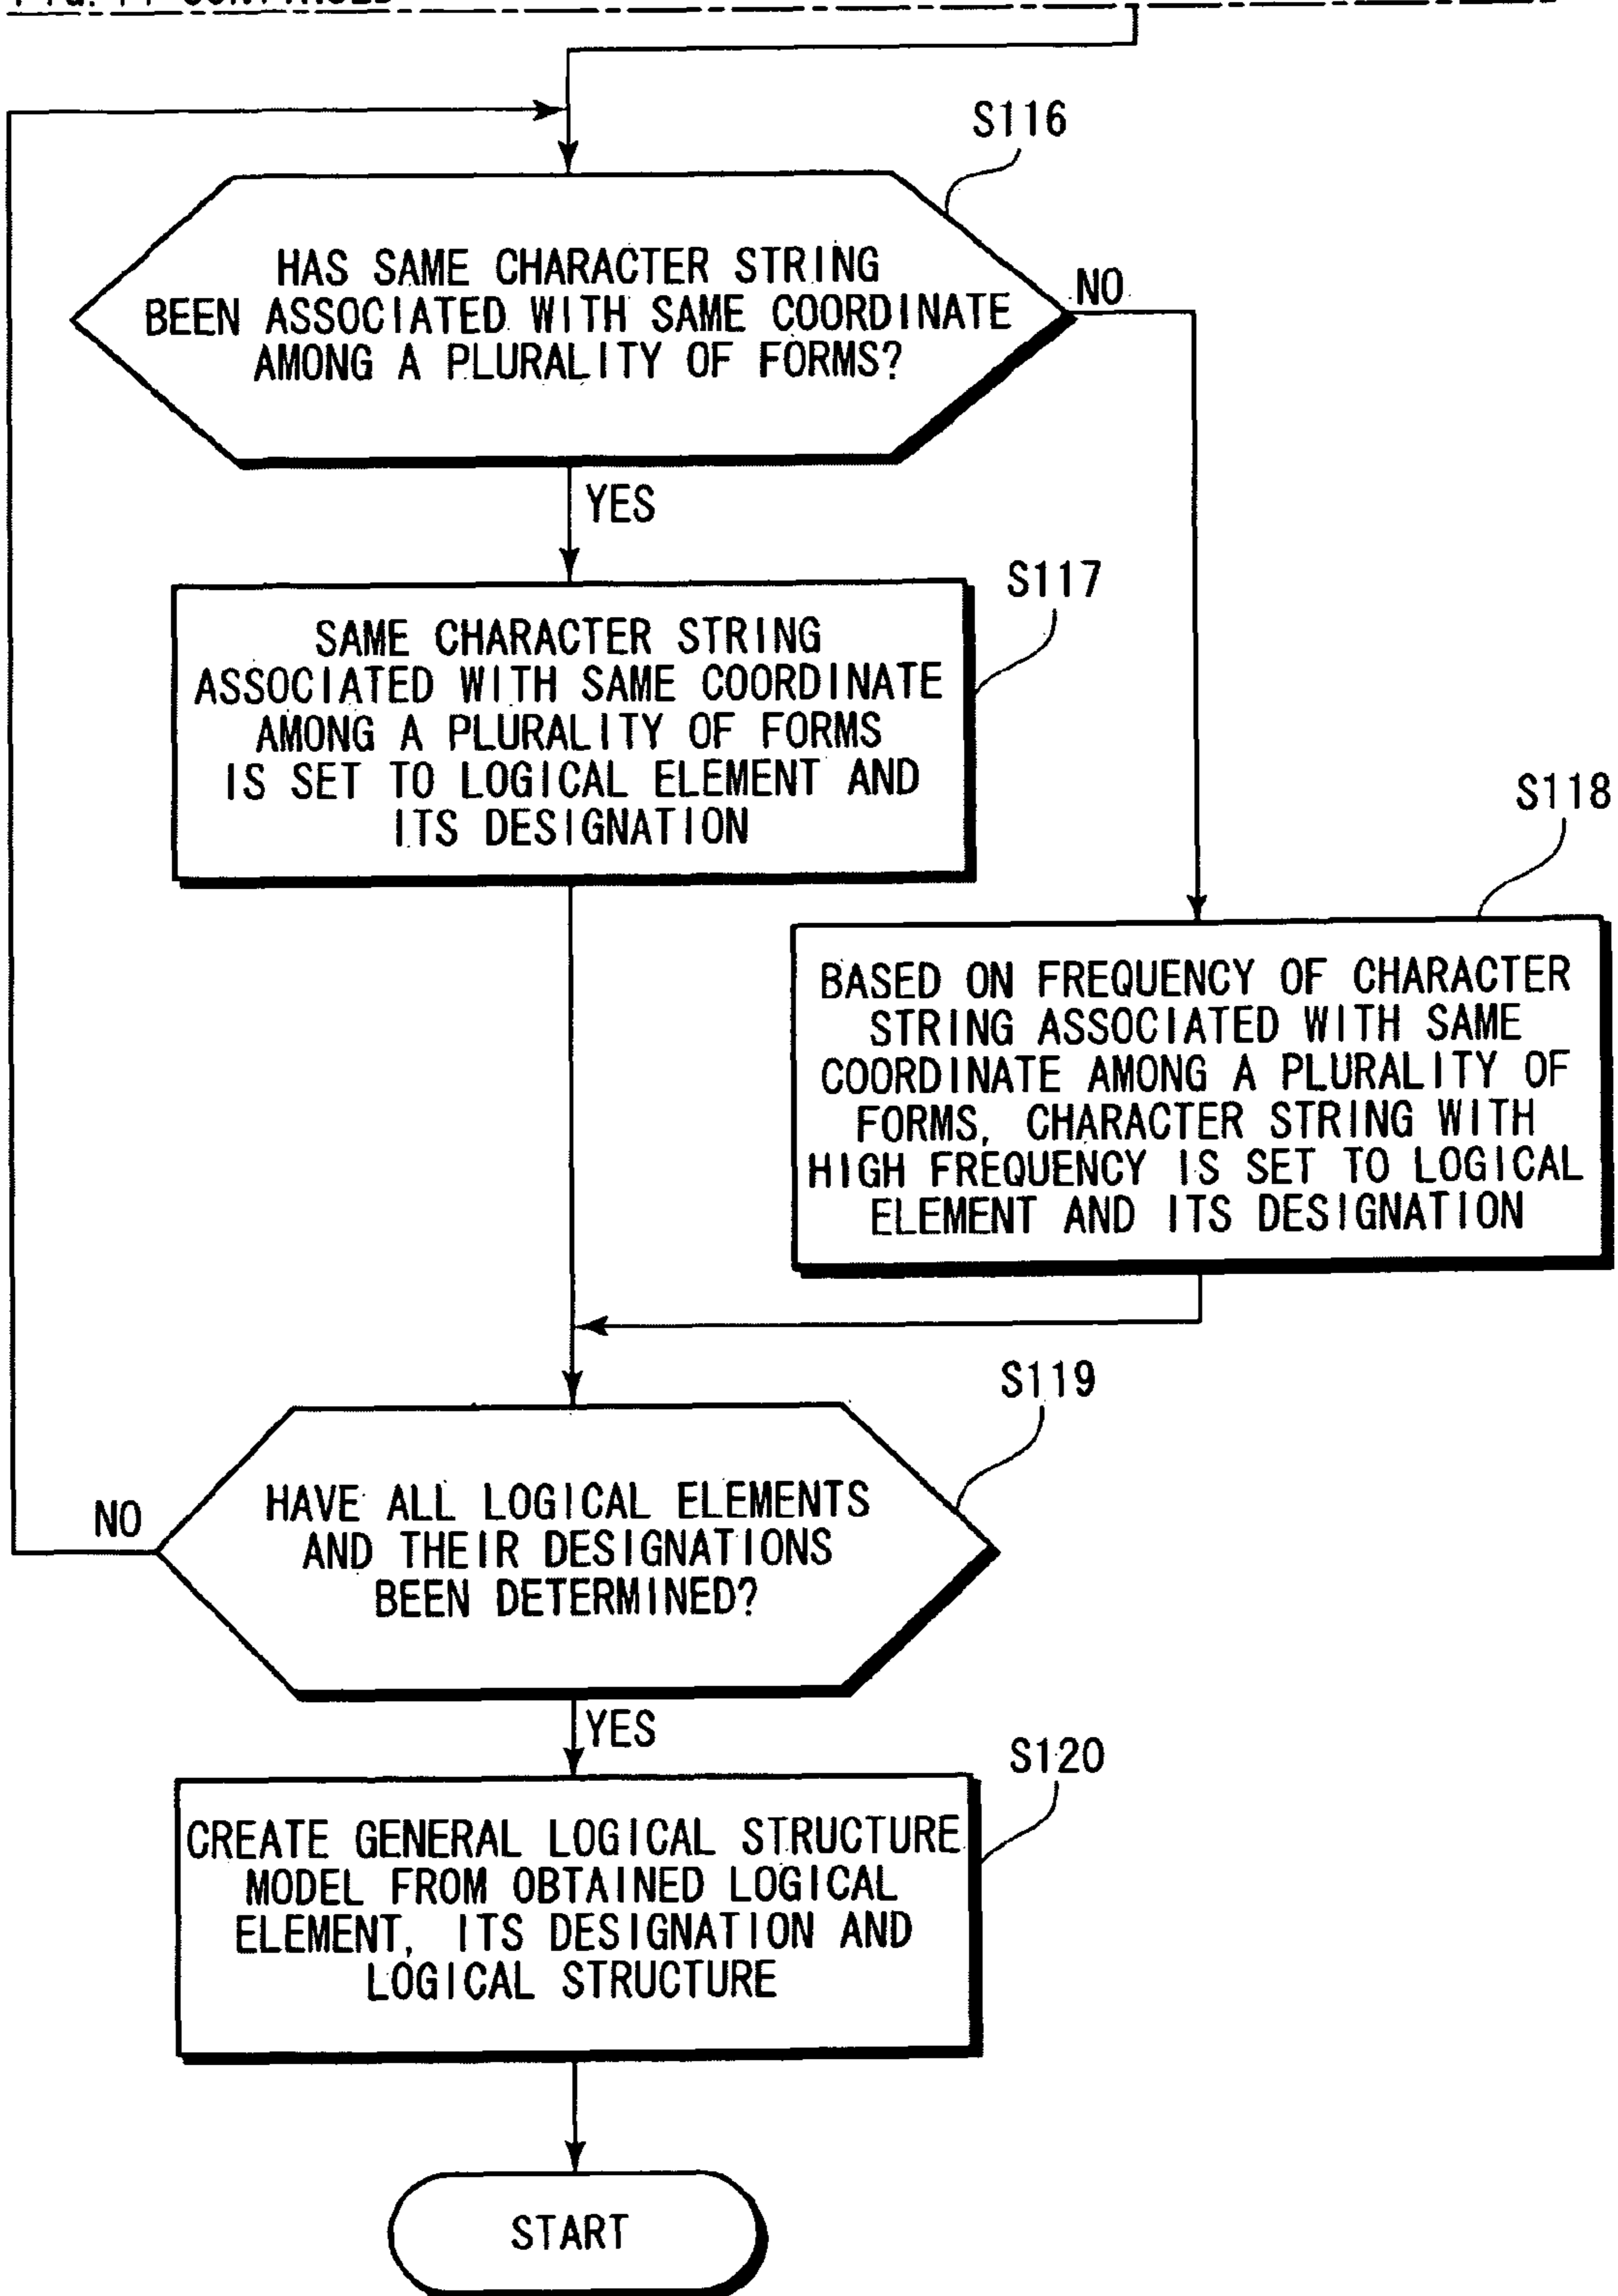 S116
HAS SAME CHARACTER STRING
BEEN ASSOCIATED WITH SAME COORDINATE
AMONG A PLURALITY OF FORMS?
NO
YES
S117
SAME CHARACTER STRING
ASSOCIATED WITH SAME COORDINATE
AMONG A PLURALITY OF FORMS
IS SET TO LOGICAL ELEMENT AND
ITS DESIGNATION
S118
BASED ON FREQUENCY OF CHARACTER
STRING ASSOCIATED WITH SAME
COORDINATE AMONG A PLURALITY OF
FORMS, CHARACTER STRING WITH
HIGH FREQUENCY IS SET TO LOGICAL
ELEMENT AND ITS DESIGNATION
S119
HAVE ALL LOGICAL ELEMENTS
AND THEIR DESIGNATIONS
BEEN DETERMINED?
NO
YES
S120
CREATE GENERAL LOGICAL STRUCTURE
MODEL FROM OBTAINED LOGICAL
ELEMENT, ITS DESIGNATION AND
LOGICAL STRUCTURE
START